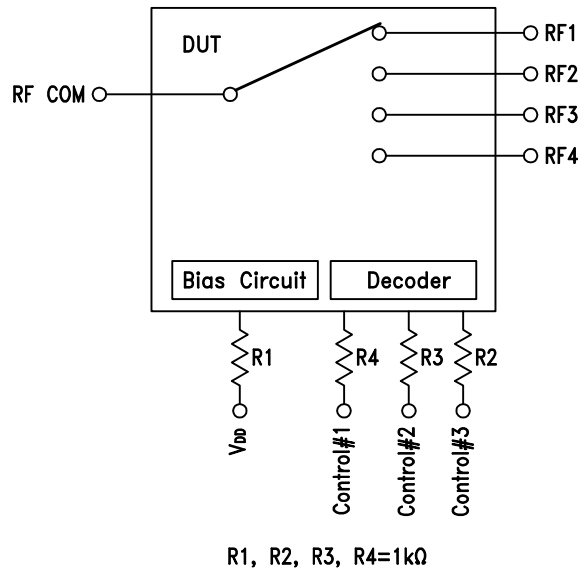 DUT
RF1
RF2
RF COM
RF3
RF4
Bias Circuit
Decoder
R1
R4
R3
R2
VDD
Control#1
Control#2
Control#3
R1, R2, R3, R4=1kΩ